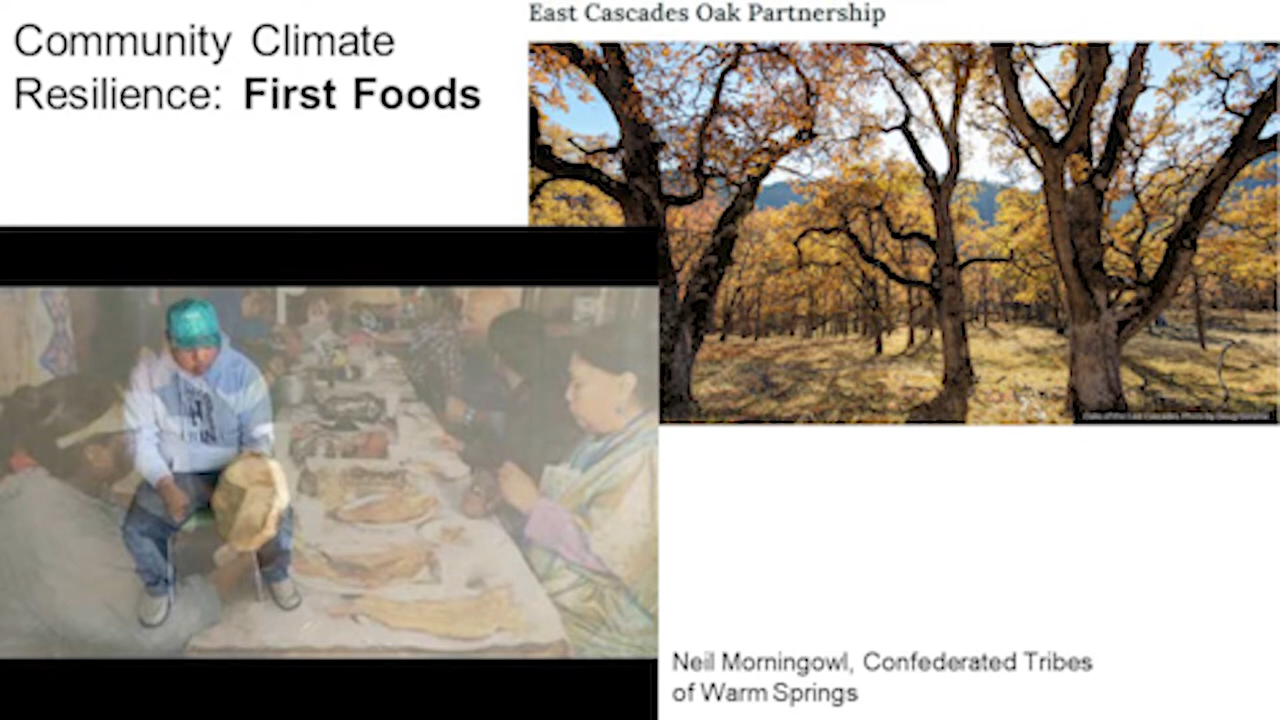 Community Climate
Resilience: First Foods
East Cascades Oak Partnership
Neil Morningowl, Confederated Tribes
of Warm Springs